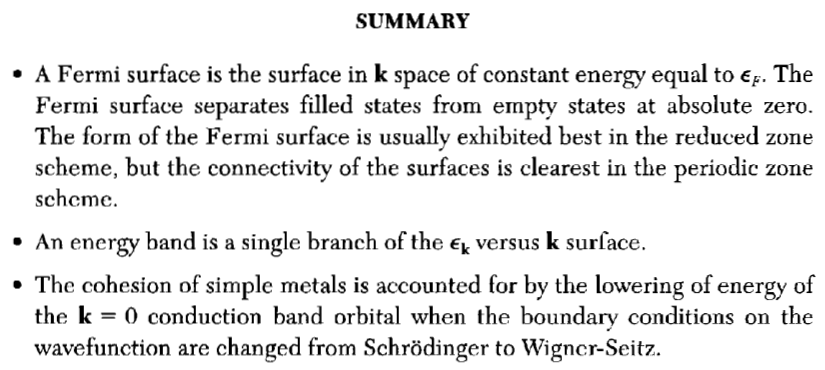 SUMMARY
• A Fermi surface is the surface in k space of constant energy equal to ϵF. The
Fermi surface separates filled states from empty states at absolute zero.
The form of the Fermi surface is usually exhibited best in the reduced zone
scheme, but the connectivity of the surfaces is clearest in the periodic zone
scheme.
• An energy band is a single branch of the ϵk versus k surface.
• The cohesion of simple metals is accounted for by the lowering of energy of
the k = 0 conduction band orbital when the boundary conditions on the
wavefunction are changed from Schrödinger to Wigner-Seitz.